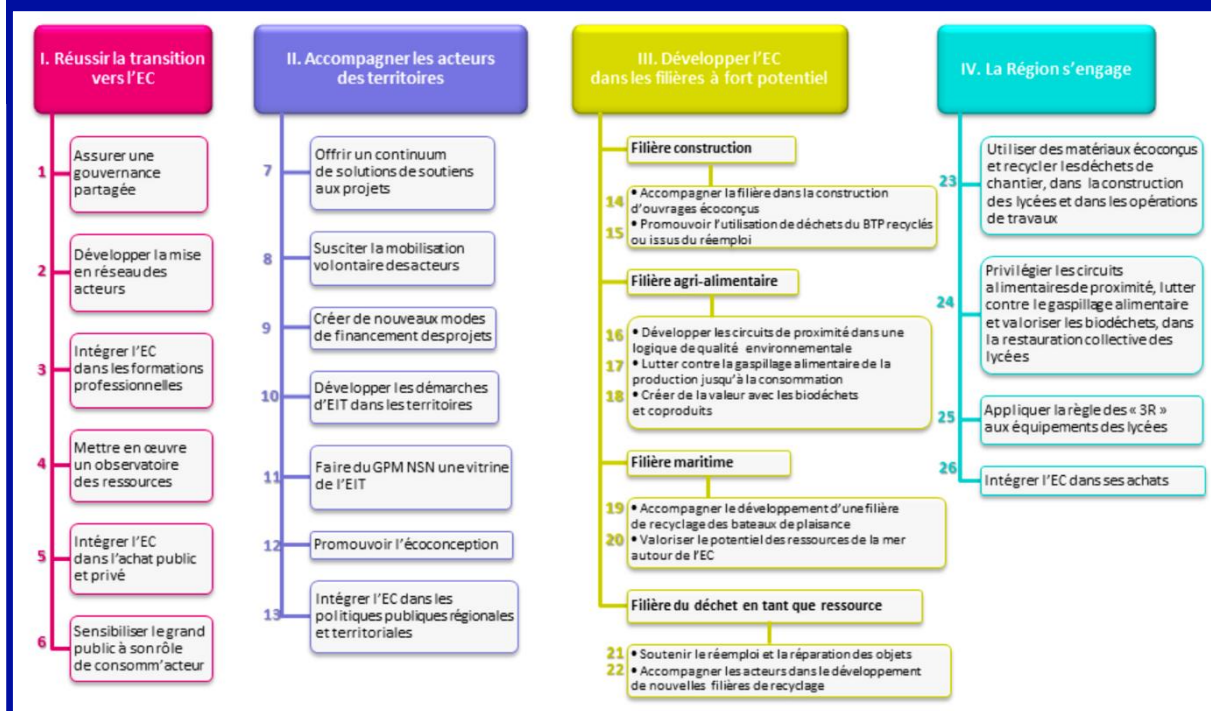 I. Réussir la transition
vers l'EC
1
Assurer une
gouvernance
partagée
2
Développer la mise
en réseau des
acteurs
3
Intégrer l'EC
dans les formations
professionnelles
4
Mettre en œuvre
un observatoire
des ressources
5
Intégrer l'EC
dans l'achat public
et privé
6
Sensibiliser le grand
public à son rôle
de consomm'acteur
II. Accompagner les acteurs
des territoires
7
Offrir un continuum
de solutions de soutiens
aux projets
8
Susciter la mobilisation
volontaire des acteurs
9
Créer de nouveaux modes
de financement des projets
10
Développer les démarches
d'EIT dans les territoires
11
Faire du GPM NSN une vitrine
de l'EIT
12
Promouvoir l'écoconception
13
Intégrer l'EC dans les
politiques publiques régionales
et territoriales
III. Développer l'EC
dans les filières à fort potentiel
Filière construction
14 • Accompagner la filière dans la construction
d'ouvrages écoconçus
15 • Promouvoir l'utilisation de déchets du BTP recyclés
ou issus du réemploi
Filière agri-alimentaire
16 • Développer les circuits de proximité dans une
logique de qualité environnementale
17 • Lutter contre la gaspillage alimentaire de la
production jusqu'à la consommation
18 • Créer de la valeur avec les biodéchets
et coproduits
Filière maritime
19 • Accompagner le développement d'une filière
de recyclage des bateaux de plaisance
20 • Valoriser le potentiel des ressources de la mer
autour de l'EC
Filière du déchet en tant que ressource
21 • Soutenir le réemploi et la réparation des objets
22 • Accompagner les acteurs dans le développement
de nouvelles filières de recyclage
IV. La Région s'engage
23
Utiliser des matériaux écoconçus
et recycler les déchets de
chantier, dans la construction
des lycées et dans les opérations
de travaux
24
Privilégier les circuits
alimentaires de proximité, lutter
contre le gaspillage alimentaire
et valoriser les biodéchets, dans
la restauration collective des
lycées
25
Appliquer la règle des « 3R »
aux équipements des lycées
26
Intégrer l'EC dans ses achats